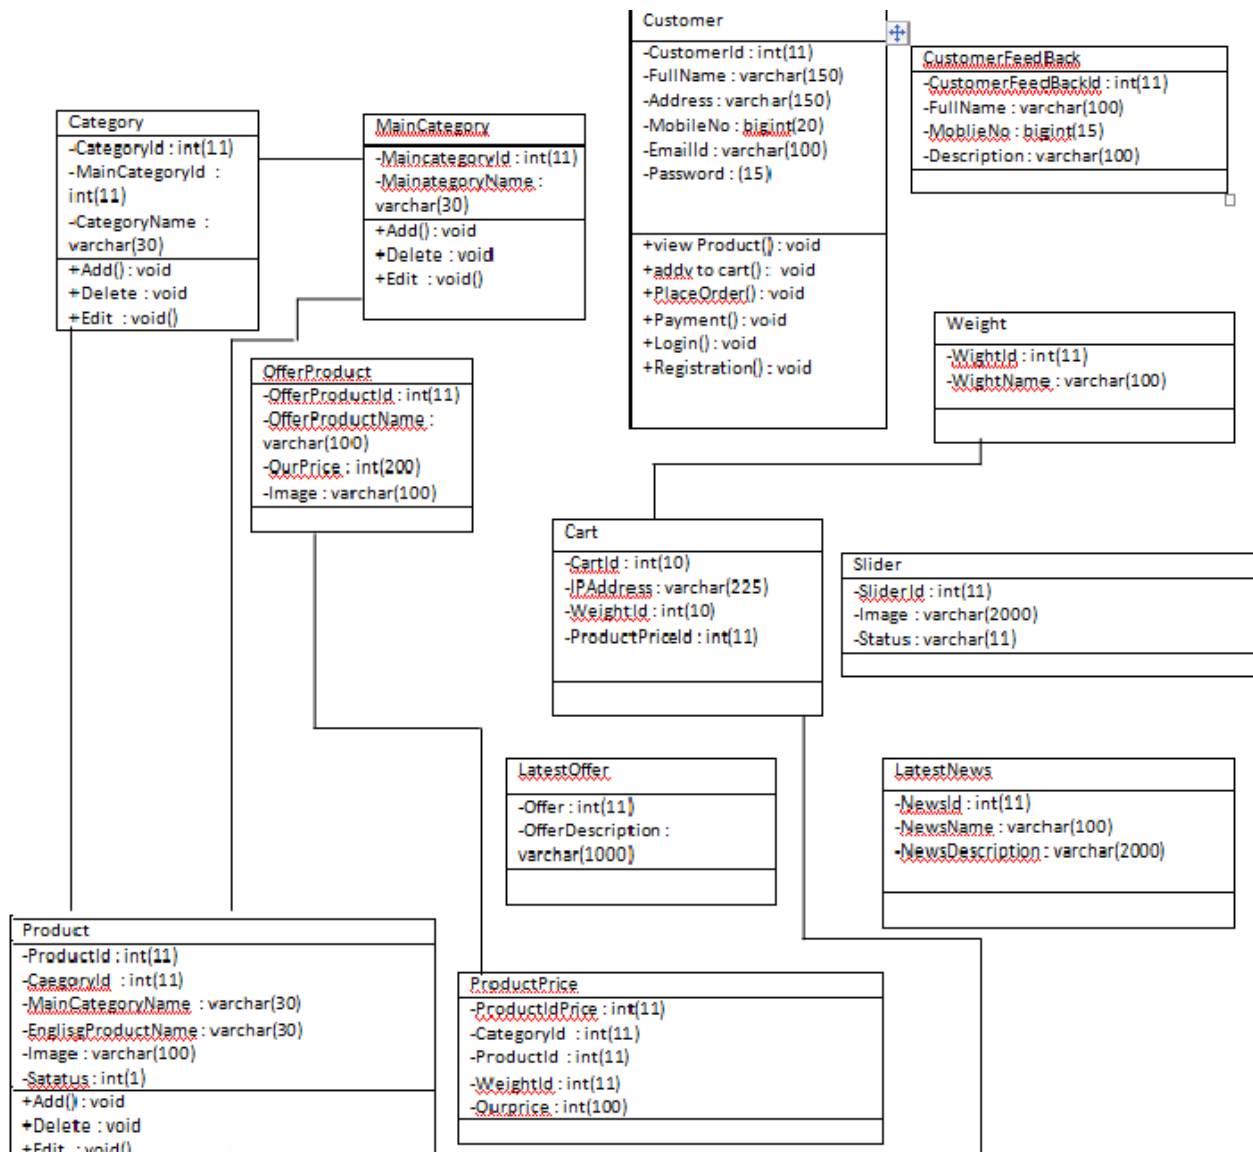 Customer
-CustomerId : int(11)
-FullName : varchar(150)
-Address : varchar(150)
-MobileNo : bigint(20)
-EmailId : varchar(100)
-Password : (15)
+view Product() : void
+addv to cart() : void
+PlaceOrder() : void
+Payment() : void
+Login() : void
+Registration() : void
CustomerFeedBack
-CustomerFeedBackId : int(11)
-FullName : varchar(100)
-MoblieNo : bigint(15)
-Description : varchar(100)
Category
-CategoryId : int(11)
-MainCategoryId :
int(11)
-CategoryName :
varchar(30)
+Add() : void
+Delete : void
+Edit : void()
MainCategory
-MaincategoryId : int(11)
-MainategoryName :
varchar(30)
+Add() : void
+Delete : void
+Edit : void()
Weight
-WightId : int(11)
-WightName : varchar(100)
OfferProduct
-OfferProductId : int(11)
-OfferProductName :
varchar(100)
-OurPrice : int(200)
-Image : varchar(100)
Cart
-CartId : int(10)
-IPAddress : varchar(225)
-WeightId : int(10)
-ProductPriceId : int(11)
Slider
-SliderId : int(11)
-Image : varchar(2000)
-Status : varchar(11)
LatestOffer
-Offer : int(11)
-OfferDescription :
varchar(1000)
LatestNews
-NewsId : int(11)
-NewsName : varchar(100)
-NewsDescription : varchar(2000)
Product
-ProductId : int(11)
-CaegoryId : int(11)
-MainCategoryName : varchar(30)
-EnglisgProductName : varchar(30)
-Image : varchar(100)
-Satatus : int(1)
+Add() : void
+Delete : void
+Edit : void()
ProductPrice
-ProductIdPrice : int(11)
-CategoryId : int(11)
-ProductId : int(11)
-WeightId : int(11)
-Ourprice : int(100)